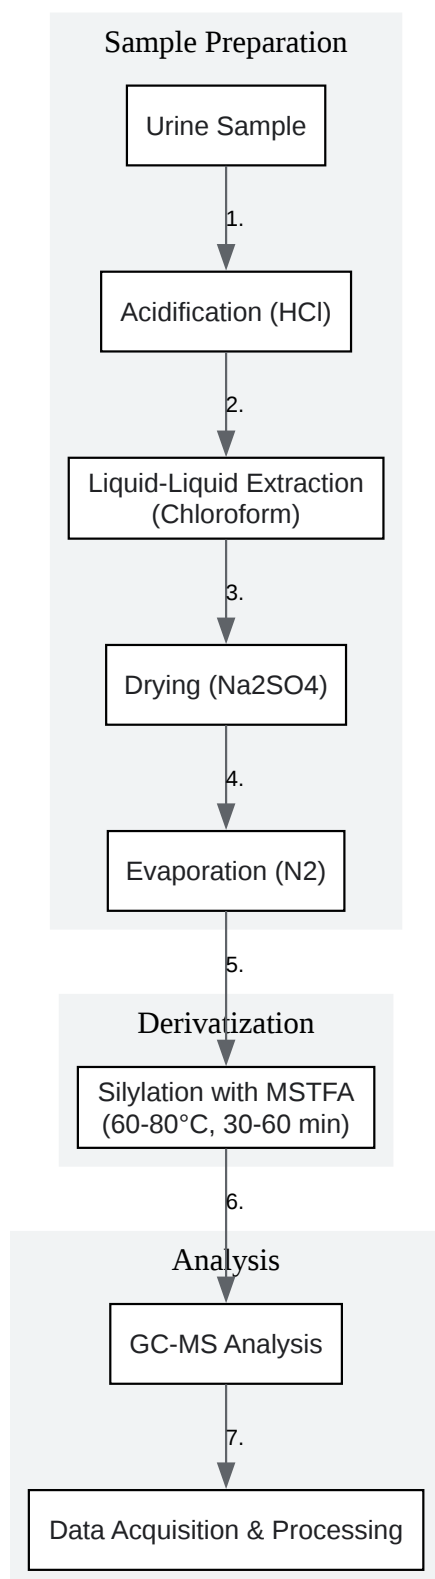 Sample Preparation
Urine Sample
1.
Acidification (HCl)
2.
Liquid-Liquid Extraction
(Chloroform)
3.
Drying (Na2SO4)
4.
Evaporation (N2)
5.
Derivatization
Silylation with MSTFA
(60-80°C, 30-60 min)
6.
Analysis
GC-MS Analysis
7.
Data Acquisition & Processing